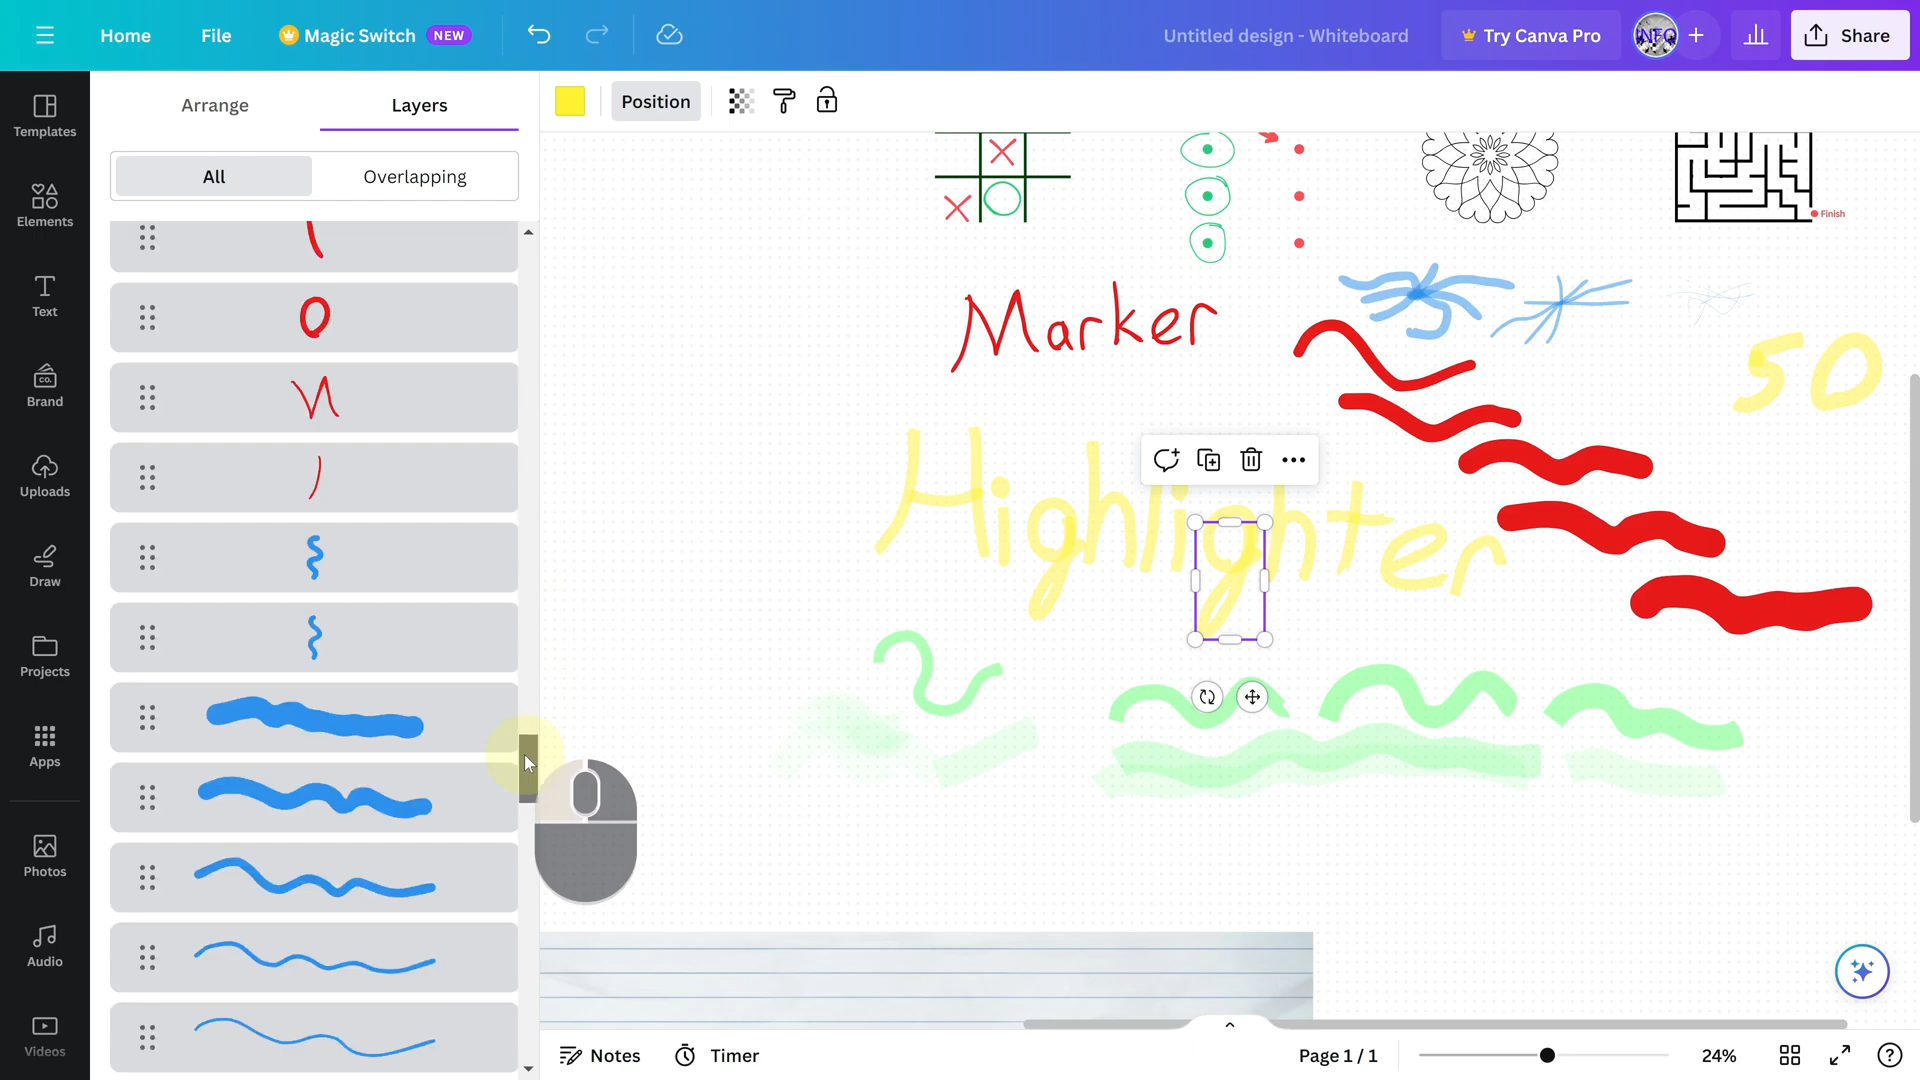 Home File Magic Switch NEW Untitled design - Whiteboard Try Canva Pro INFO Share
Templates
Elements
Text
Brand
Uploads
Draw
Projects
Apps
Photos
Audio
Videos
Arrange Layers
All Overlapping
Position
Finish
Marker
50
Highlighter
Notes Timer Page 1 / 1 24%